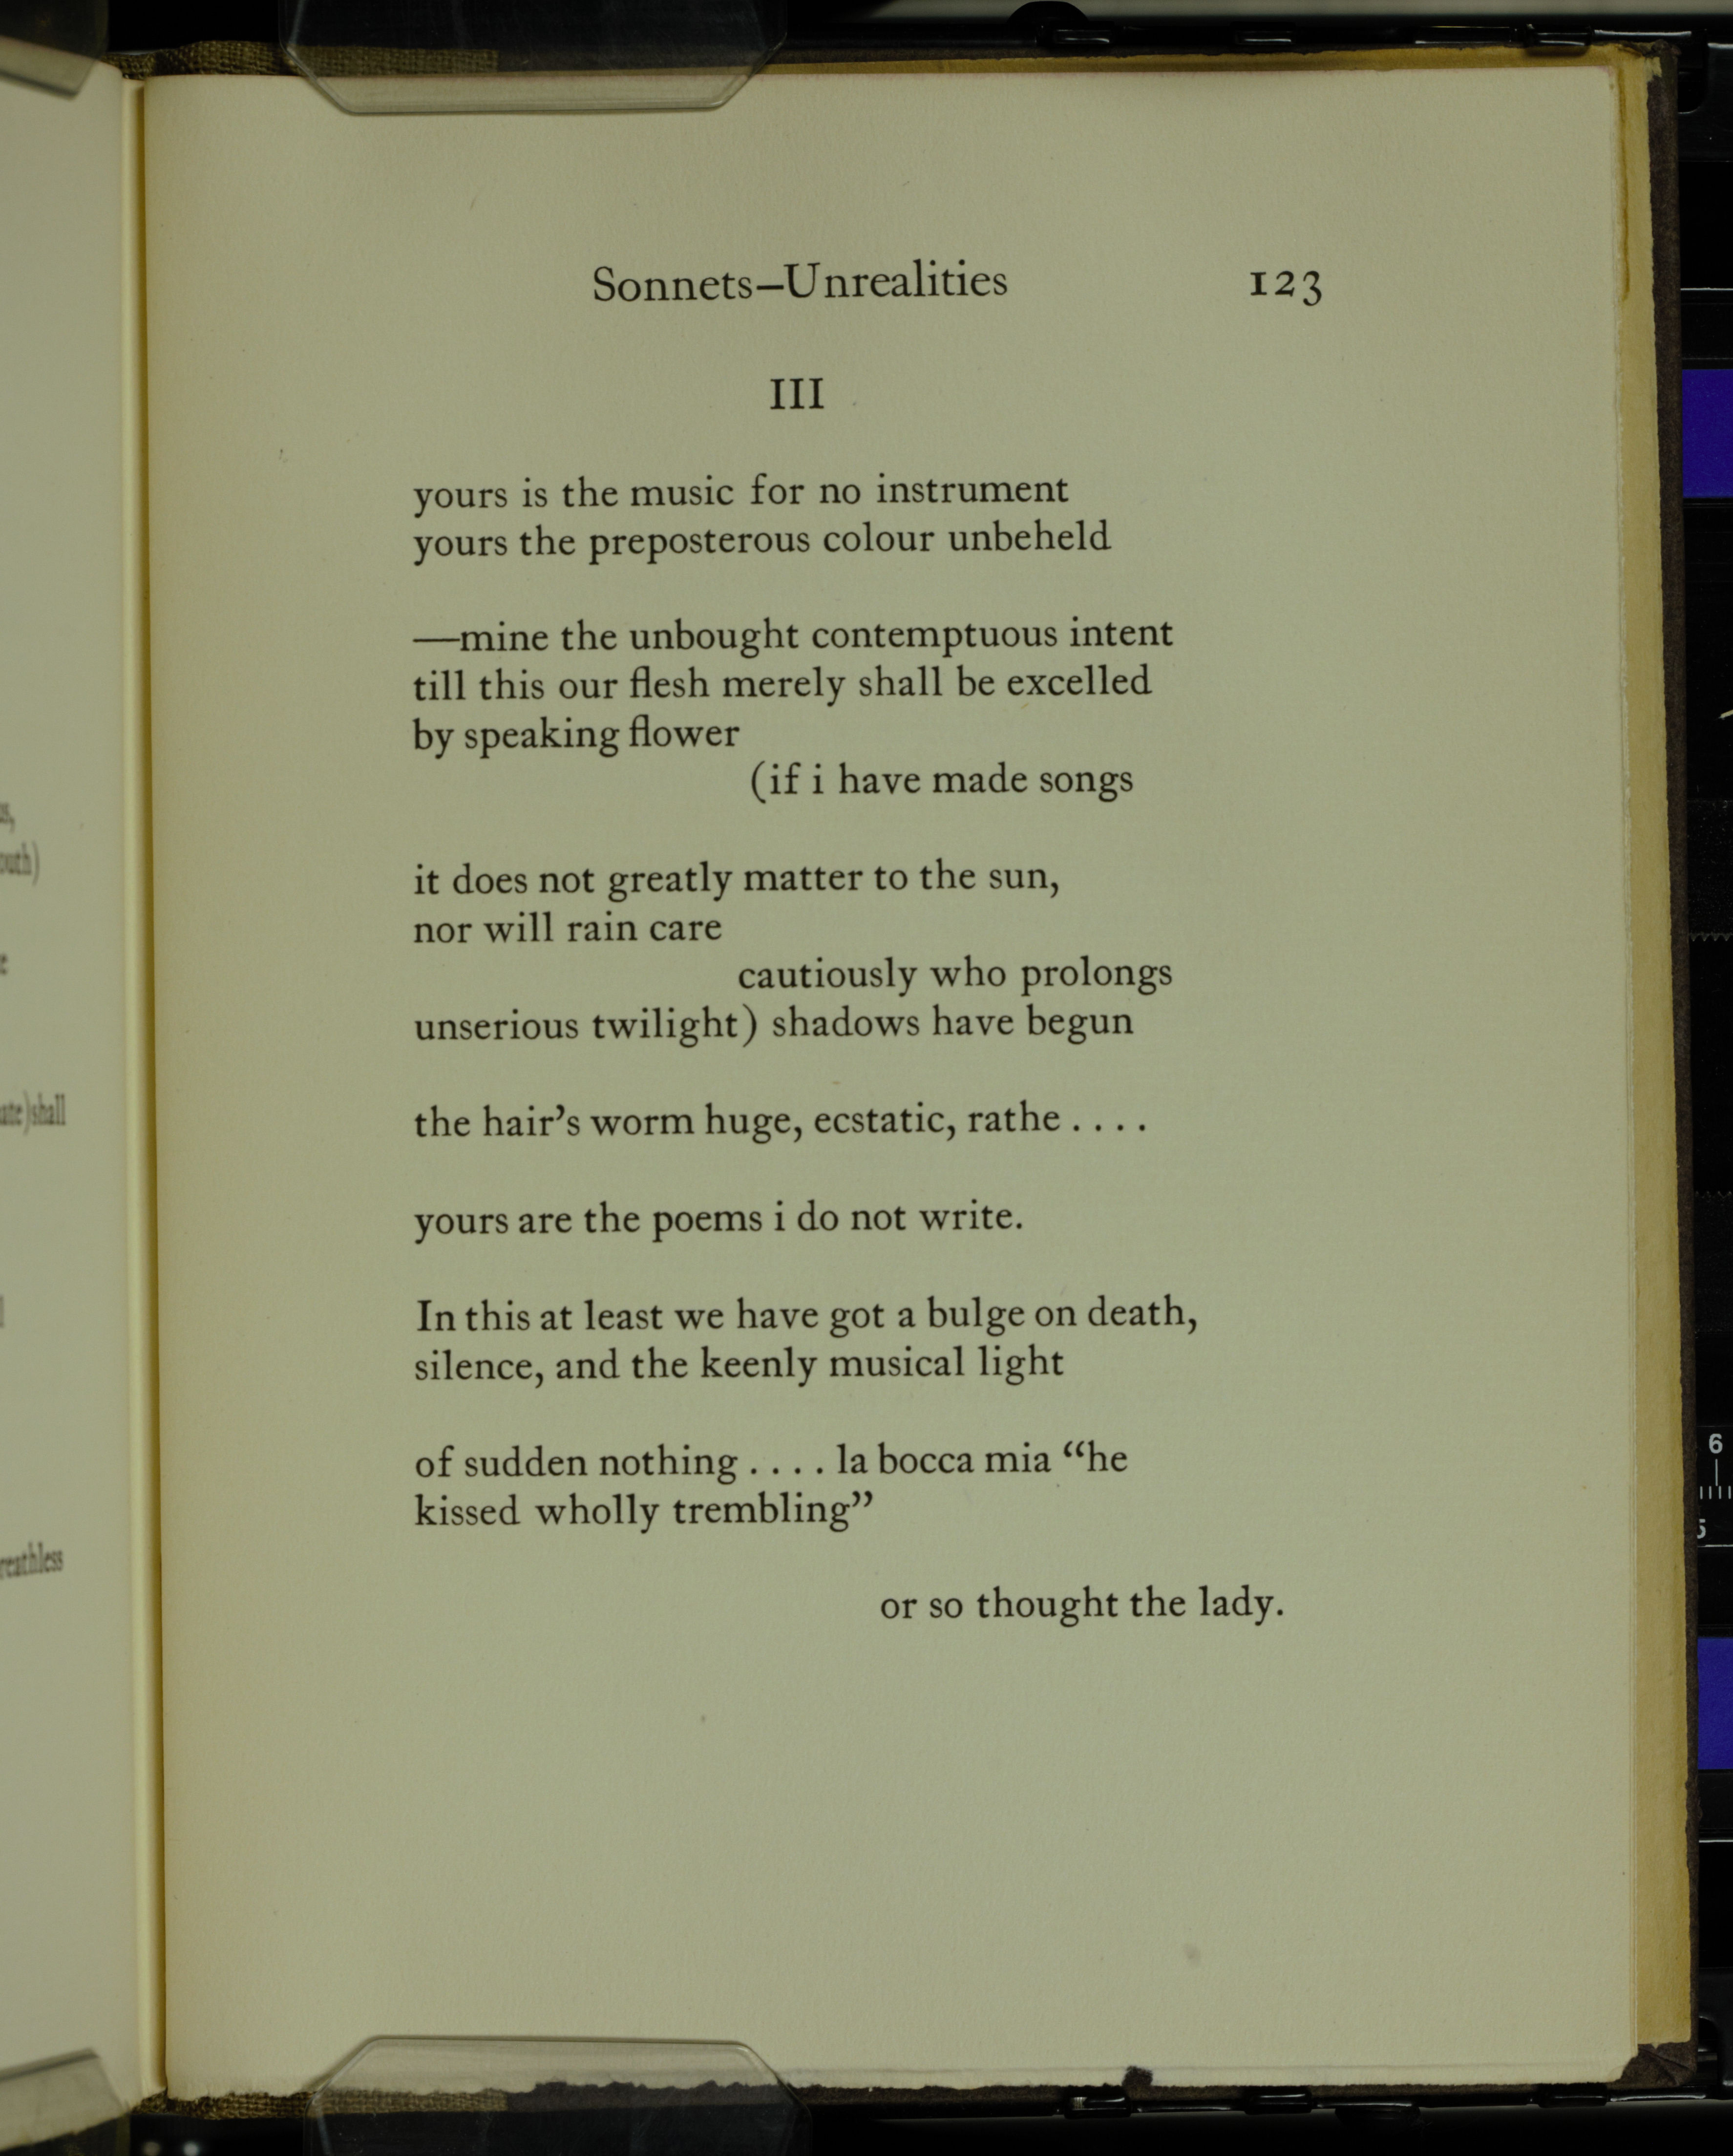 Sonnets–Unrealities 123
III
yours is the music for no instrument
yours the preposterous colour unbeheld
—mine the unbought contemptuous intent
till this our flesh merely shall be excelled
by speaking flower
(if i have made songs
it does not greatly matter to the sun,
nor will rain care
cautiously who prolongs
unserious twilight) shadows have begun
the hair's worm huge, ecstatic, rathe . . . .
yours are the poems i do not write.
In this at least we have got a bulge on death,
silence, and the keenly musical light
of sudden nothing . . . . la bocca mia “he
kissed wholly trembling”
or so thought the lady.
6
5